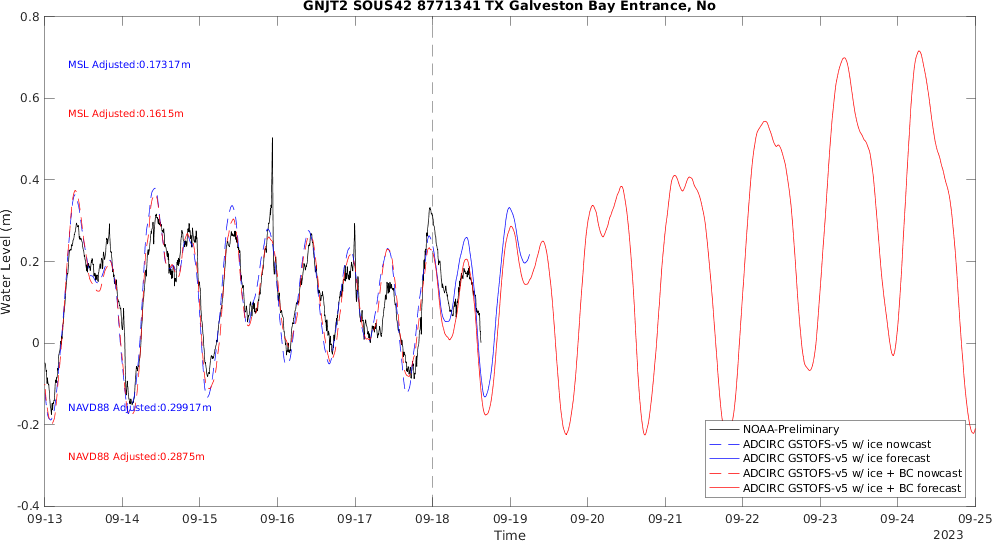 GNJT2 SOUS42 8771341 TX Galveston Bay Entrance, No
0.8
MSL Adjusted:0.17317m
0.6
MSL Adjusted:0.1615m
0.4
Water Level (m)
0.2
0
NAVD88 Adjusted:0.29917m
-0.2
NAVD88 Adjusted:0.2875m
-0.4
NOAA-Preliminary
ADCIRC GSTOFS-v5 w/ ice nowcast
ADCIRC GSTOFS-v5 w/ ice forecast
ADCIRC GSTOFS-v5 w/ ice + BC nowcast
ADCIRC GSTOFS-v5 w/ ice + BC forecast
09-13 09-14 09-15 09-16 09-17 09-18 09-19 09-20 09-21 09-22 09-23 09-24 09-25
Time
2023